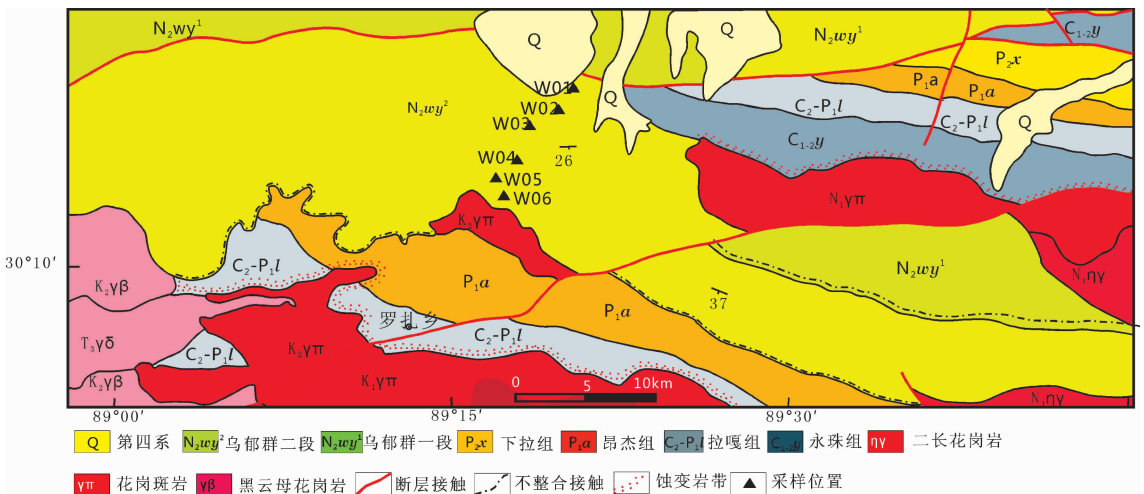 N₂wy¹
Q
Q
N₂wy¹
C₁₋₂y
P₂x
W01
P₁a
P₁a
N₂wy²
W02
Q
C₂-P₁l
C₂-P₁l
Q
W03
C₁₋₂y
26
W04
W05
W06
N₁γπ
K₂γπ
30°10′
C₂-P₁l
N₂wy¹
P₁a
N₁ηγ
K₂γβ
37
P₁a
罗扎乡
T₃γδ
C₂-P₁l
C₂-P₁l
K₂γπ
K₂γβ
K₁γπ
0 5 10km
N₁ηγ
89°00′ 89°15′ 89°30′
Q 第四系 N₂wy² 乌郁群二段 N₂wy¹ 乌郁群一段 P₂x 下拉组 P₁a 昂杰组 C₂-P₁l 拉嘎组 C₁₋₂y 永珠组 ηγ 二长花岗岩
γπ 花岗斑岩 γβ 黑云母花岗岩 断层接触 不整合接触 蚀变岩带 采样位置